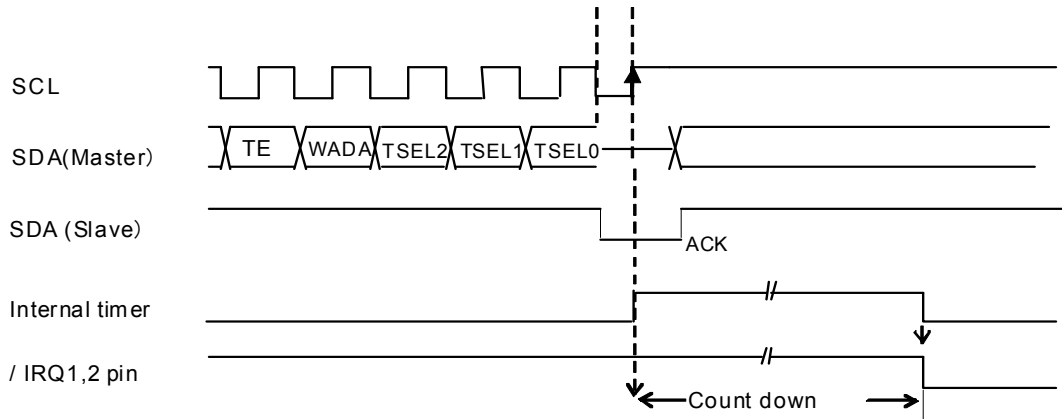 SCL
SDA(Master)
TE WADA TSEL2 TSEL1 TSEL0
SDA (Slave)
ACK
Internal timer
/ IRQ1,2 pin
Count down